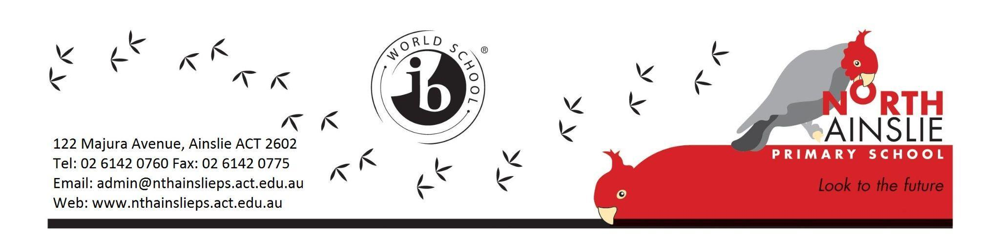 WORLD SCHOOL
®
ib
NORTH
AINSLIE
PRIMARY SCHOOL
Look to the future
122 Majura Avenue, Ainslie ACT 2602
Tel: 02 6142 0760 Fax: 02 6142 0775
Email: admin@nthainslieps.act.edu.au
Web: www.nthainslieps.act.edu.au